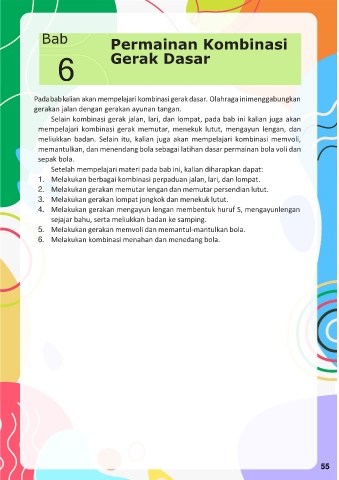 Bab
6
Permainan Kombinasi
Gerak Dasar
Pada bab kalian akan mempelajari kombinasi gerak dasar. Olahraga ini menggabungkan
gerakan jalan dengan gerakan ayunan tangan.
Selain kombinasi gerak jalan, lari, dan lompat, pada bab ini kalian juga akan
mempelajari kombinasi gerak memutar, menekuk lutut, mengayun lengan, dan
meliukkan badan. Selain itu, kalian juga akan mempelajari kombinasi memvoli,
memantulkan, dan menendang bola sebagai latihan dasar permainan bola voli dan
sepak bola.
Setelah mempelajari materi pada bab ini, kalian diharapkan dapat:
1. Melakukan berbagai kombinasi perpaduan jalan, lari, dan lompat.
2. Melakukan gerakan memutar lengan dan memutar persendian lutut.
3. Melakukan gerakan lompat jongkok dan menekuk lutut.
4. Melakukan gerakan mengayun lengan membentuk huruf S, mengayunlengan
sejajar bahu, serta meliukkan badan ke samping.
5. Melakukan gerakan memvoli dan memantul-mantulkan bola.
6. Melakukan kombinasi menahan dan menedang bola.
55